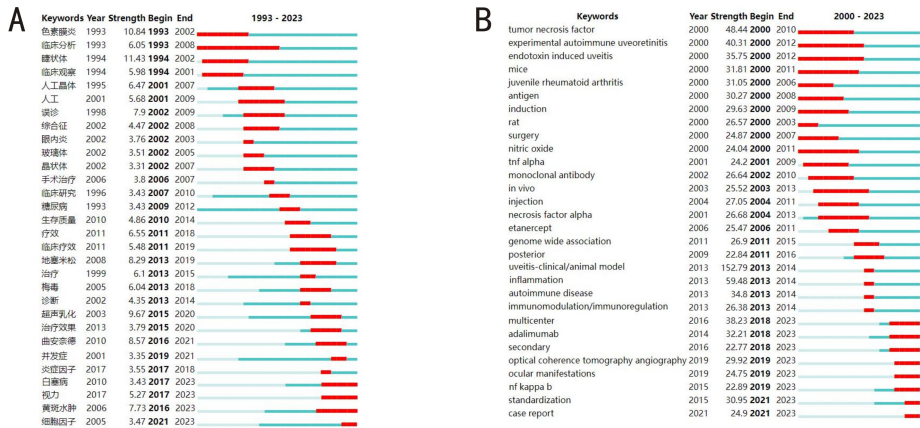 A
Keywords Year Strength Begin End 1993 - 2023
色素膜炎 1993 10.84 1993 2002
临床分析 1993 6.05 1993 2008
睫状体 1994 11.43 1994 2002
临床观察 1994 5.98 1994 2001
人工晶体 1995 6.47 2001 2007
人工 2001 5.68 2001 2009
误诊 1998 7.9 2002 2009
综合征 2002 4.47 2002 2008
眼内炎 2002 3.76 2002 2003
玻璃体 2002 3.51 2002 2005
晶状体 2002 3.31 2002 2007
手术治疗 2006 3.8 2006 2007
临床研究 1996 3.43 2007 2010
糖尿病 1993 3.43 2009 2012
生存质量 2010 4.86 2010 2014
疗效 2011 6.55 2011 2018
临床疗效 2011 5.48 2011 2019
地塞米松 2008 8.29 2013 2019
治疗 1999 6.1 2013 2015
梅毒 2005 6.04 2013 2018
诊断 2002 4.35 2013 2014
超声乳化 2003 9.67 2015 2020
治疗效果 2013 3.79 2015 2020
曲安奈德 2010 8.57 2016 2021
并发症 2001 3.35 2019 2021
炎症因子 2017 3.55 2017 2018
白塞病 2010 3.43 2017 2023
视力 2017 5.27 2017 2023
黄斑水肿 2006 7.73 2016 2023
细胞因子 2005 3.47 2021 2023
B
Keywords Year Strength Begin End 2000 - 2023
tumor necrosis factor 2000 48.44 2000 2010
experimental autoimmune uveoretinitis 2000 40.31 2000 2012
endotoxin induced uveitis 2000 35.75 2000 2012
mice 2000 31.81 2000 2011
juvenile rheumatoid arthritis 2000 31.05 2000 2006
antigen 2000 30.27 2000 2008
induction 2000 29.63 2000 2009
rat 2000 26.57 2000 2003
surgery 2000 24.87 2000 2007
nitric oxide 2000 24.04 2000 2011
tnf alpha 2001 24.2 2001 2009
monoclonal antibody 2002 26.64 2002 2010
in vivo 2003 25.52 2003 2013
injection 2004 27.05 2004 2011
necrosis factor alpha 2001 26.68 2004 2013
etanercept 2006 25.47 2006 2011
genome wide association 2011 26.9 2011 2015
posterior 2009 22.84 2011 2016
uveitis-clinical/animal model 2013 152.79 2013 2014
inflammation 2013 59.48 2013 2014
autoimmune disease 2013 34.8 2013 2014
immunomodulation/immunoregulation 2013 26.38 2013 2014
multicenter 2016 38.23 2018 2023
adalimumab 2014 32.21 2018 2023
secondary 2016 22.77 2018 2023
optical coherence tomography angiography 2019 29.92 2019 2023
ocular manifestations 2019 24.75 2019 2023
nf kappa b 2015 22.89 2019 2023
standardization 2015 30.95 2021 2023
case report 2021 24.9 2021 2023